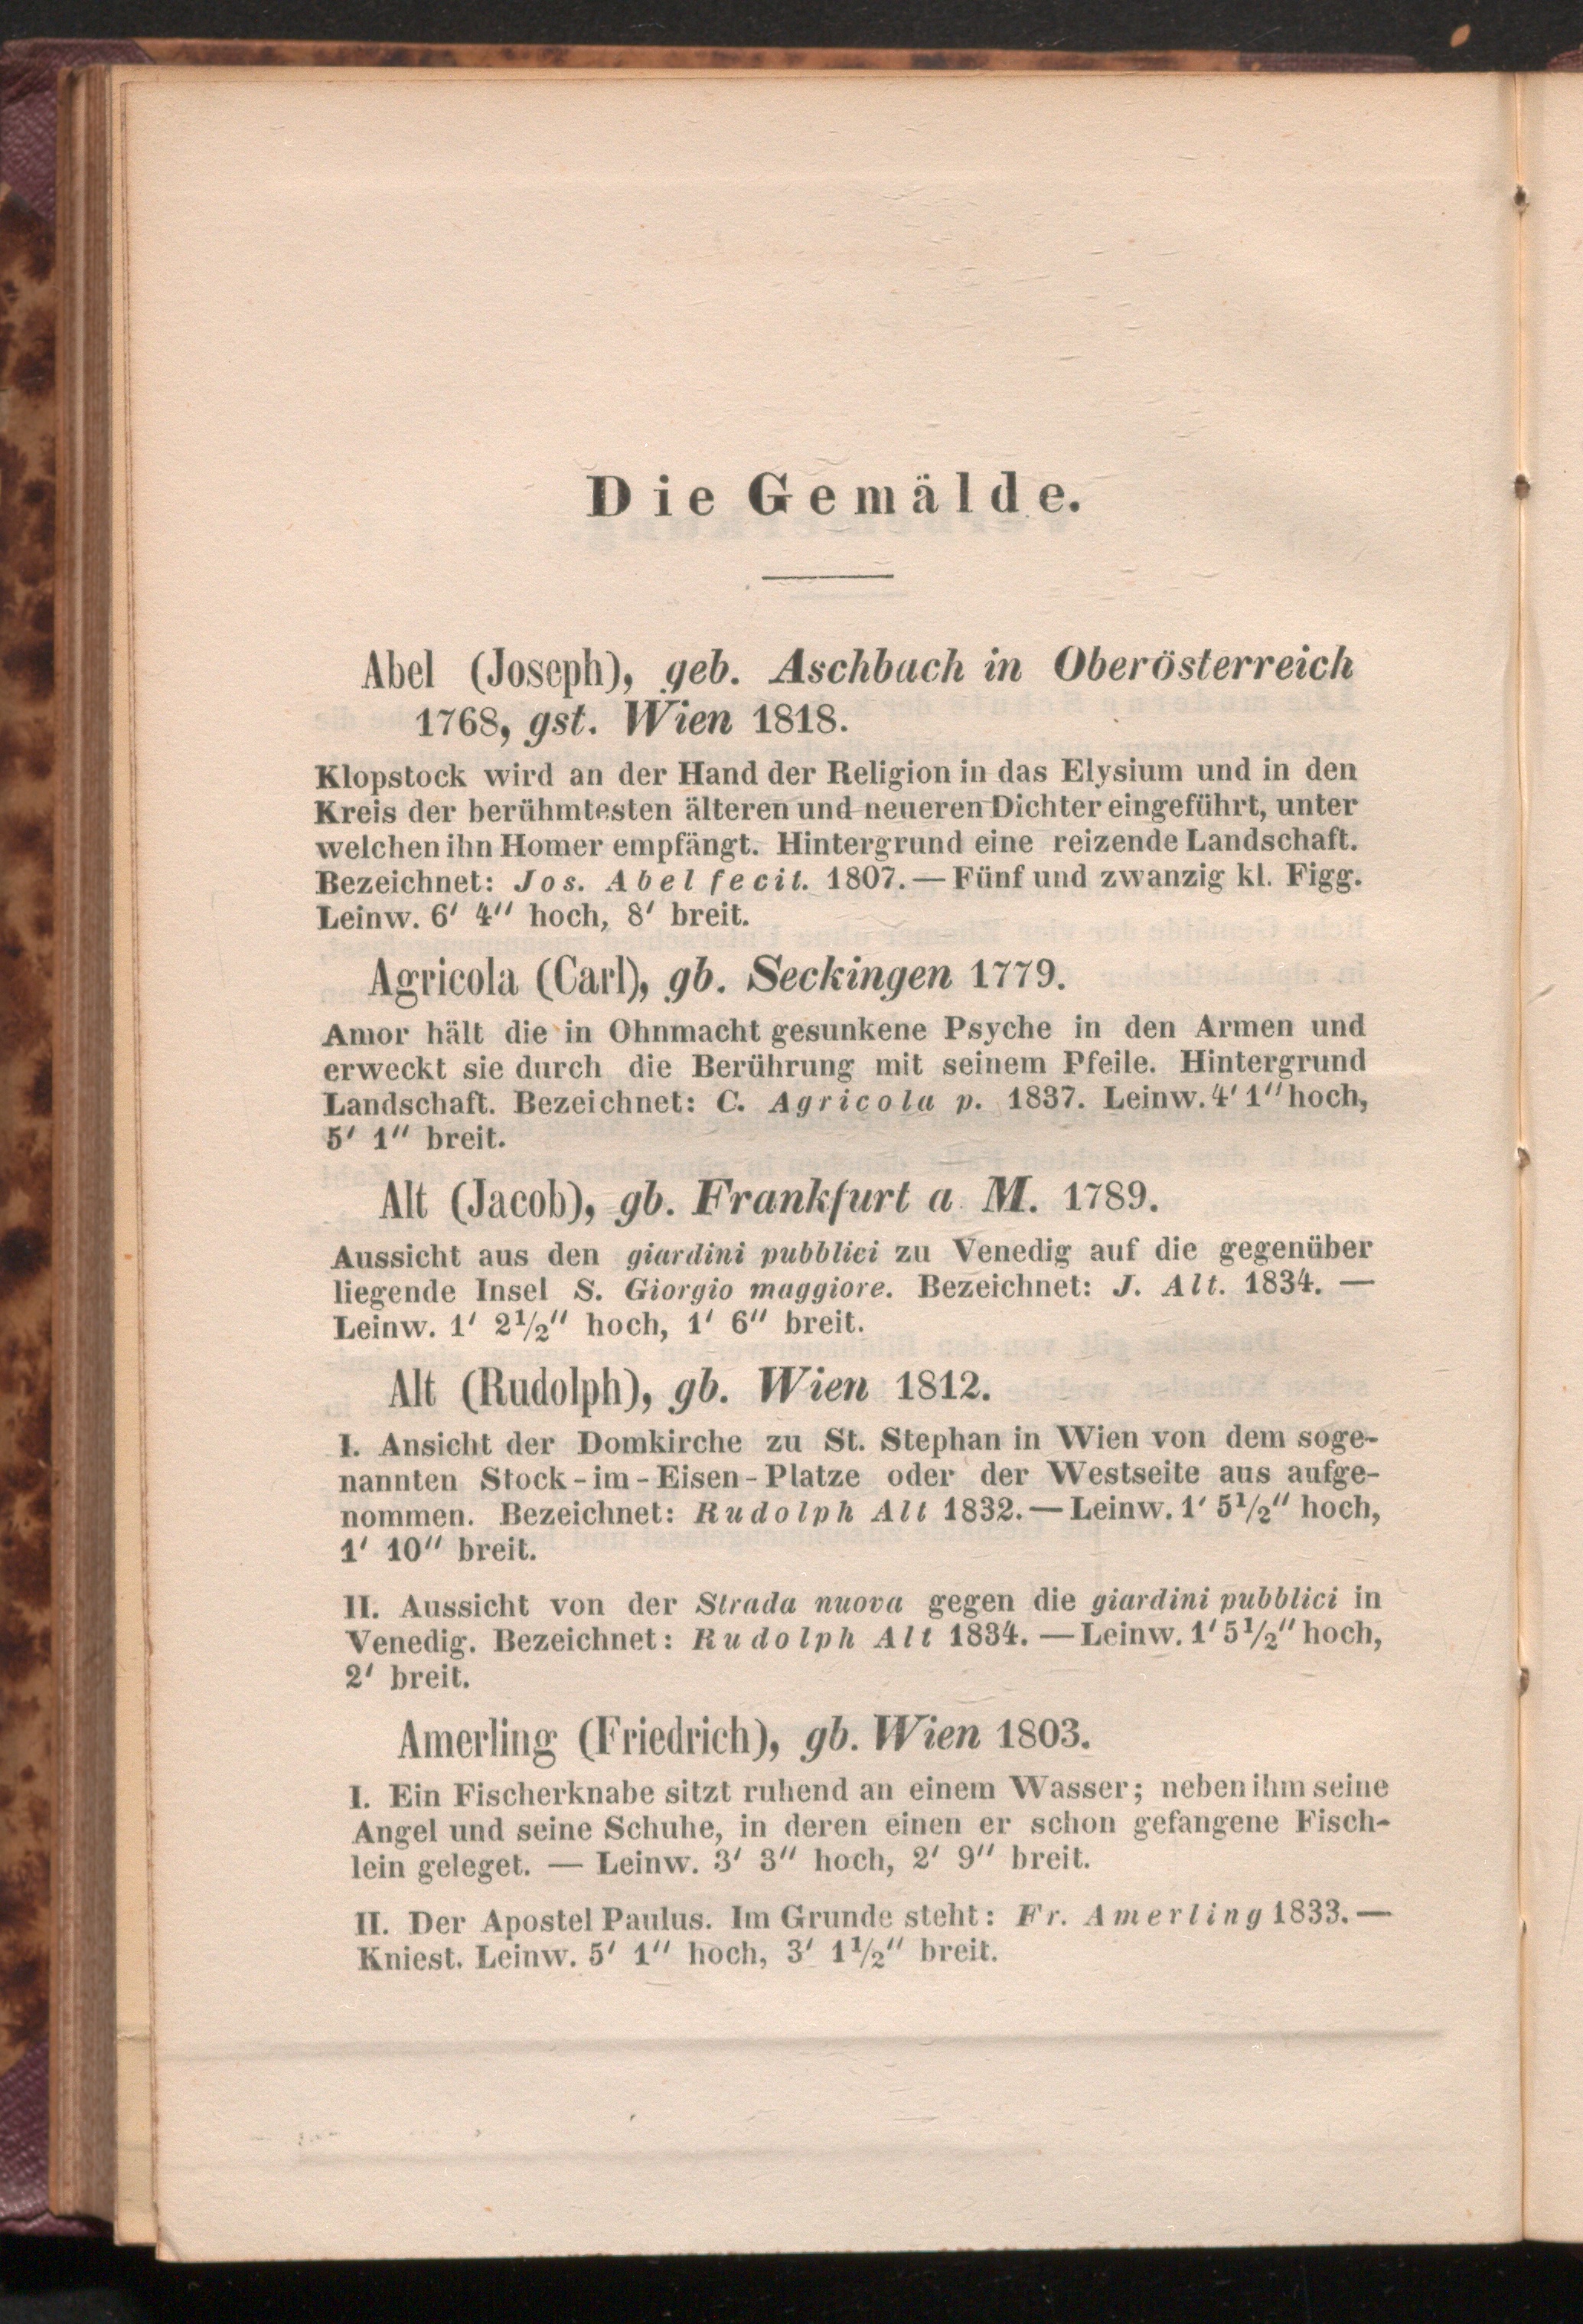 Die Gemälde.
Abel (Joseph), geb. Aschbach in Oberösterreich
1768, gst. Wien 1818.
Klopstock wird an der Hand der Religion in das Elysium und in den
Kreis der berühmtesten älteren und neueren Dichter eingeführt, unter
welchen ihn Homer empfängt. Hintergrund eine reizende Landschaft.
Bezeichnet: Jos. Abel fecit. 1807. — Fünf und zwanzig kl. Figg.
Leinw. 6′ 4″ hoch, 8′ breit.
Agricola (Carl), gb. Seckingen 1779.
Amor hält die in Ohnmacht gesunkene Psyche in den Armen und
erweckt sie durch die Berührung mit seinem Pfeile. Hintergrund
Landschaft. Bezeichnet: C. Agricola p. 1837. Leinw. 4′ 1″ hoch,
5′ 1″ breit.
Alt (Jacob), gb. Frankfurt a M. 1789.
Aussicht aus den giardini pubblici zu Venedig auf die gegenüber
liegende Insel S. Giorgio maggiore. Bezeichnet: J. Alt. 1834. —
Leinw. 1′ 2½″ hoch, 1′ 6″ breit.
Alt (Rudolph), gb. Wien 1812.
I. Ansicht der Domkirche zu St. Stephan in Wien von dem soge-
nannten Stock-im-Eisen-Platze oder der Westseite aus aufge-
nommen. Bezeichnet: Rudolph Alt 1832. — Leinw. 1′ 5½″ hoch,
1′ 10″ breit.
II. Aussicht von der Strada nuova gegen die giardini pubblici in
Venedig. Bezeichnet: Rudolph Alt 1834. — Leinw. 1′ 5½″ hoch,
2′ breit.
Amerling (Friedrich), gb. Wien 1803.
I. Ein Fischerknabe sitzt ruhend an einem Wasser; neben ihm seine
Angel und seine Schuhe, in deren einen er schon gefangene Fisch-
lein geleget. — Leinw. 3′ 3″ hoch, 2′ 9″ breit.
II. Der Apostel Paulus. Im Grunde steht: Fr. Amerling 1833. —
Kniest. Leinw. 5′ 1″ hoch, 3′ 1½″ breit.